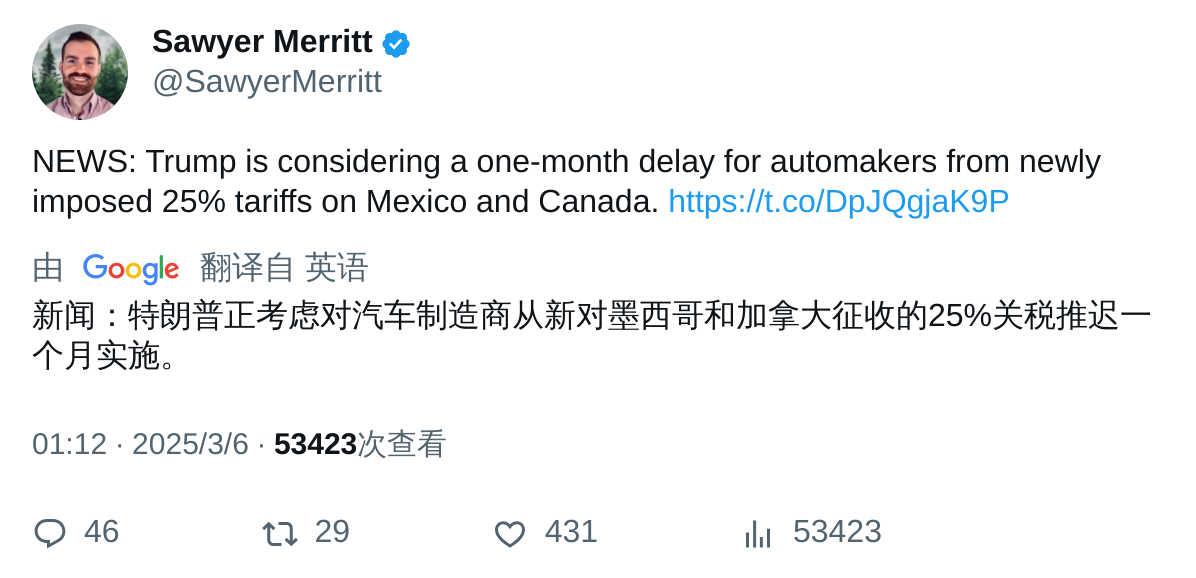 Sawyer Merritt
@SawyerMerritt
NEWS: Trump is considering a one-month delay for automakers from newly
imposed 25% tariffs on Mexico and Canada. https://t.co/DpJQgjaK9P
由 Google 翻译自 英语
新闻：特朗普正考虑对汽车制造商从新对墨西哥和加拿大征收的25%关税推迟一
个月实施。
01:12 · 2025/3/6 · 53423次查看
46 29 431 53423